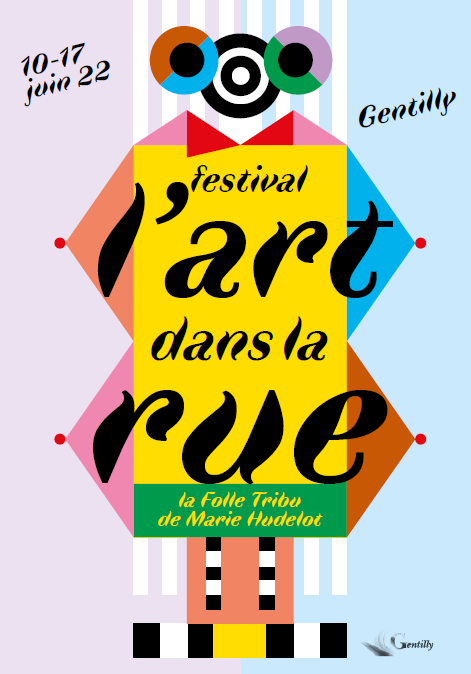 10-17
juin 22
Gentilly
festival
l'art
dans la
rue
la Folle Tribu
de Marie Hudelot
Gentilly